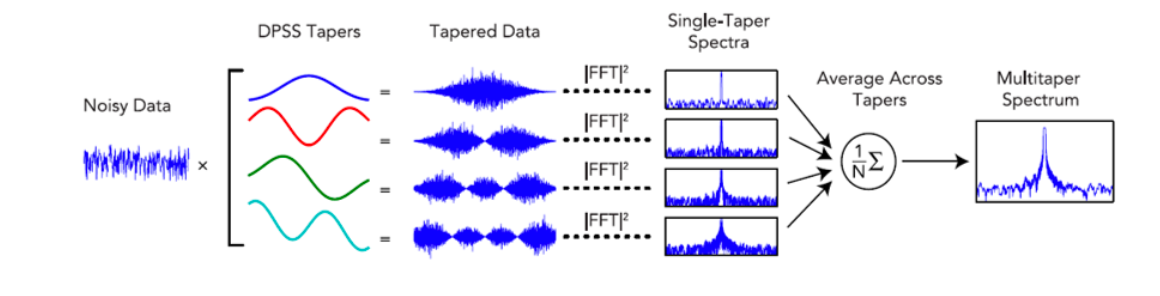 DPSS Tapers
Tapered Data
Single-Taper
Spectra
Noisy Data
×
=
=
=
=
|FFT|²
|FFT|²
|FFT|²
|FFT|²
Average Across
Tapers
1
N
Σ
Multitaper
Spectrum